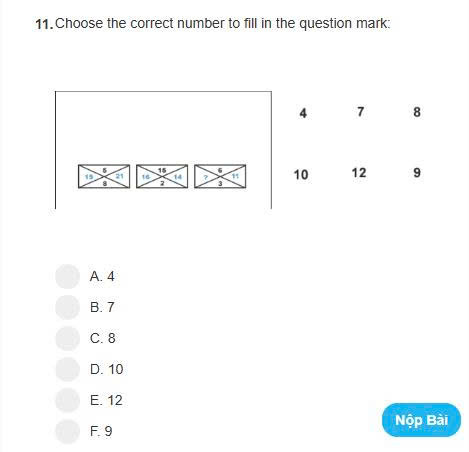 11. Choose the correct number to fill in the question mark:
4 7 8
5 15 6
19 21 16 14 ? 11
8 2 3
10 12 9
A. 4
B. 7
C. 8
D. 10
E. 12
F. 9
Nộp Bài